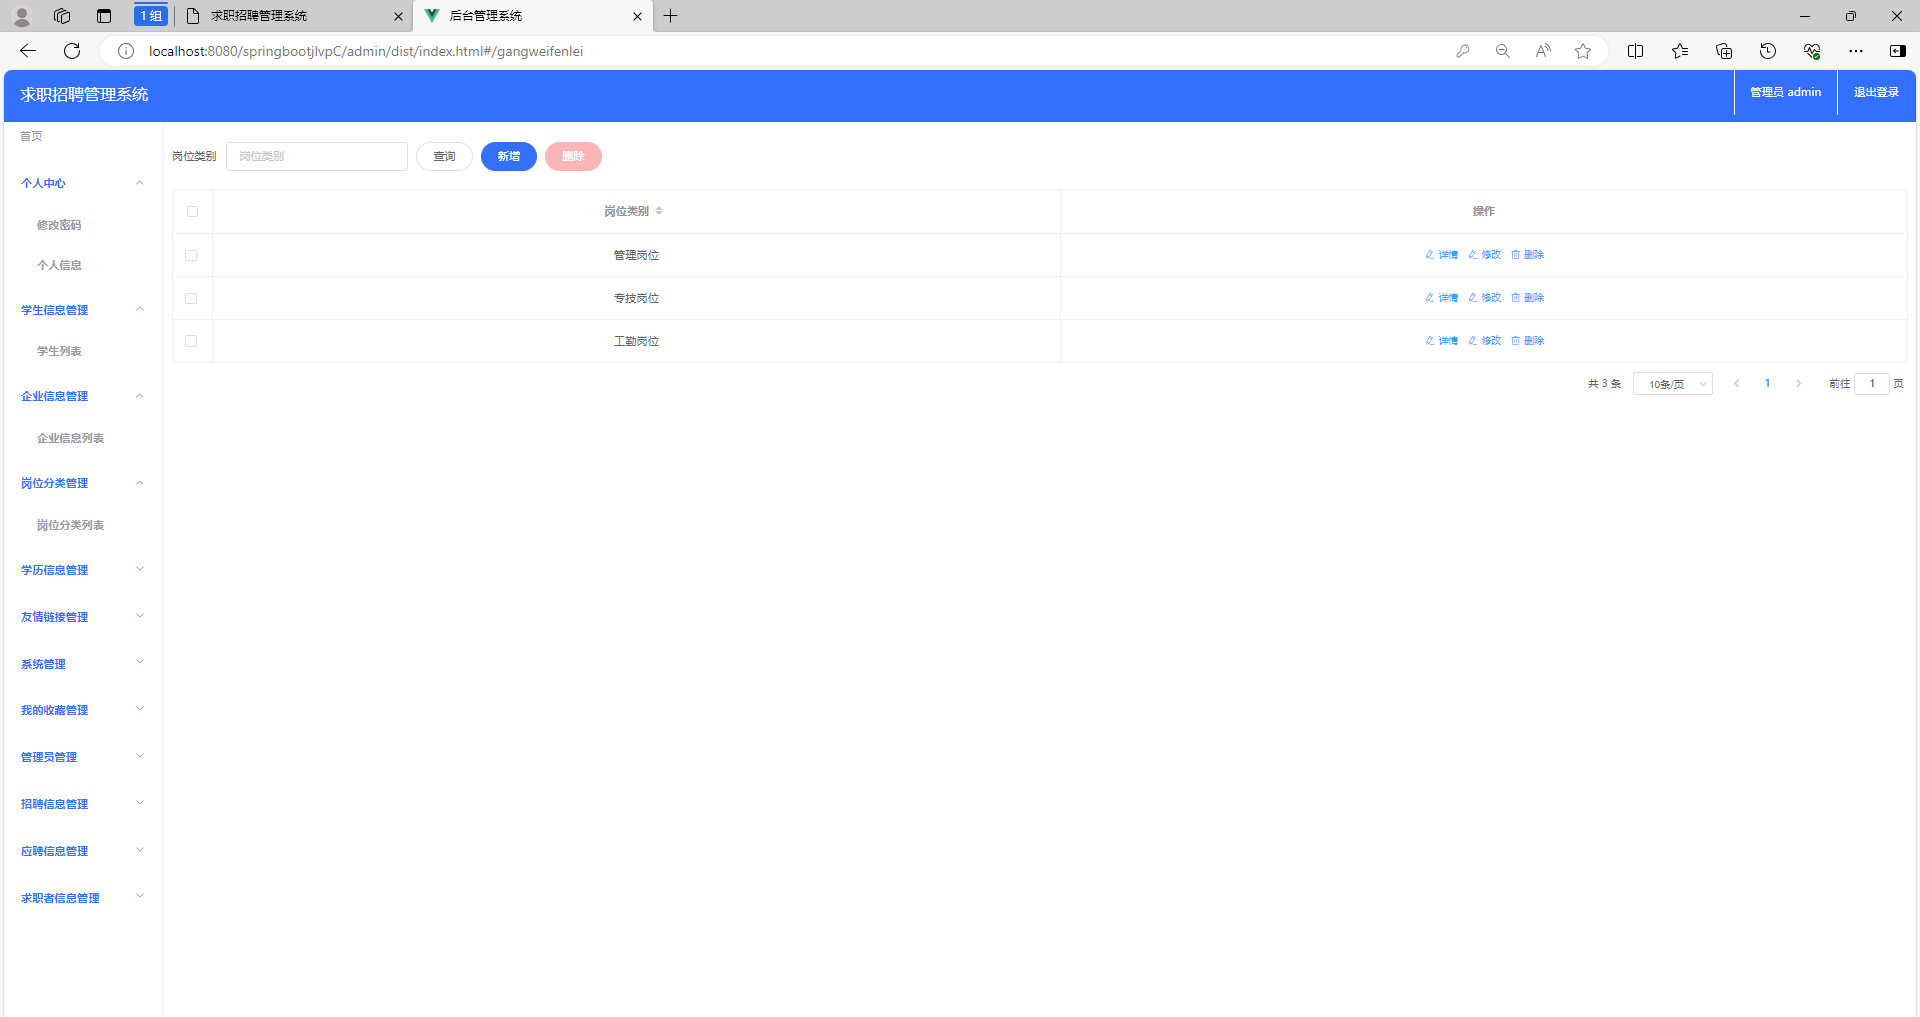 1 组
求职招聘管理系统
后台管理系统
localhost:8080/springbootjlvpC/admin/dist/index.html#/gangweifenlei
求职招聘管理系统
管理员 admin
退出登录
首页
个人中心
修改密码
个人信息
学生信息管理
学生列表
企业信息管理
企业信息列表
岗位分类管理
岗位分类列表
学历信息管理
友情链接管理
系统管理
我的收藏管理
管理员管理
招聘信息管理
应聘信息管理
求职者信息管理
岗位类别 岗位类别 查询 新增 删除
岗位类别 操作
管理岗位 详情 修改 删除
专技岗位 详情 修改 删除
工勤岗位 详情 修改 删除
共 3 条 10条/页 1 前往 1 页